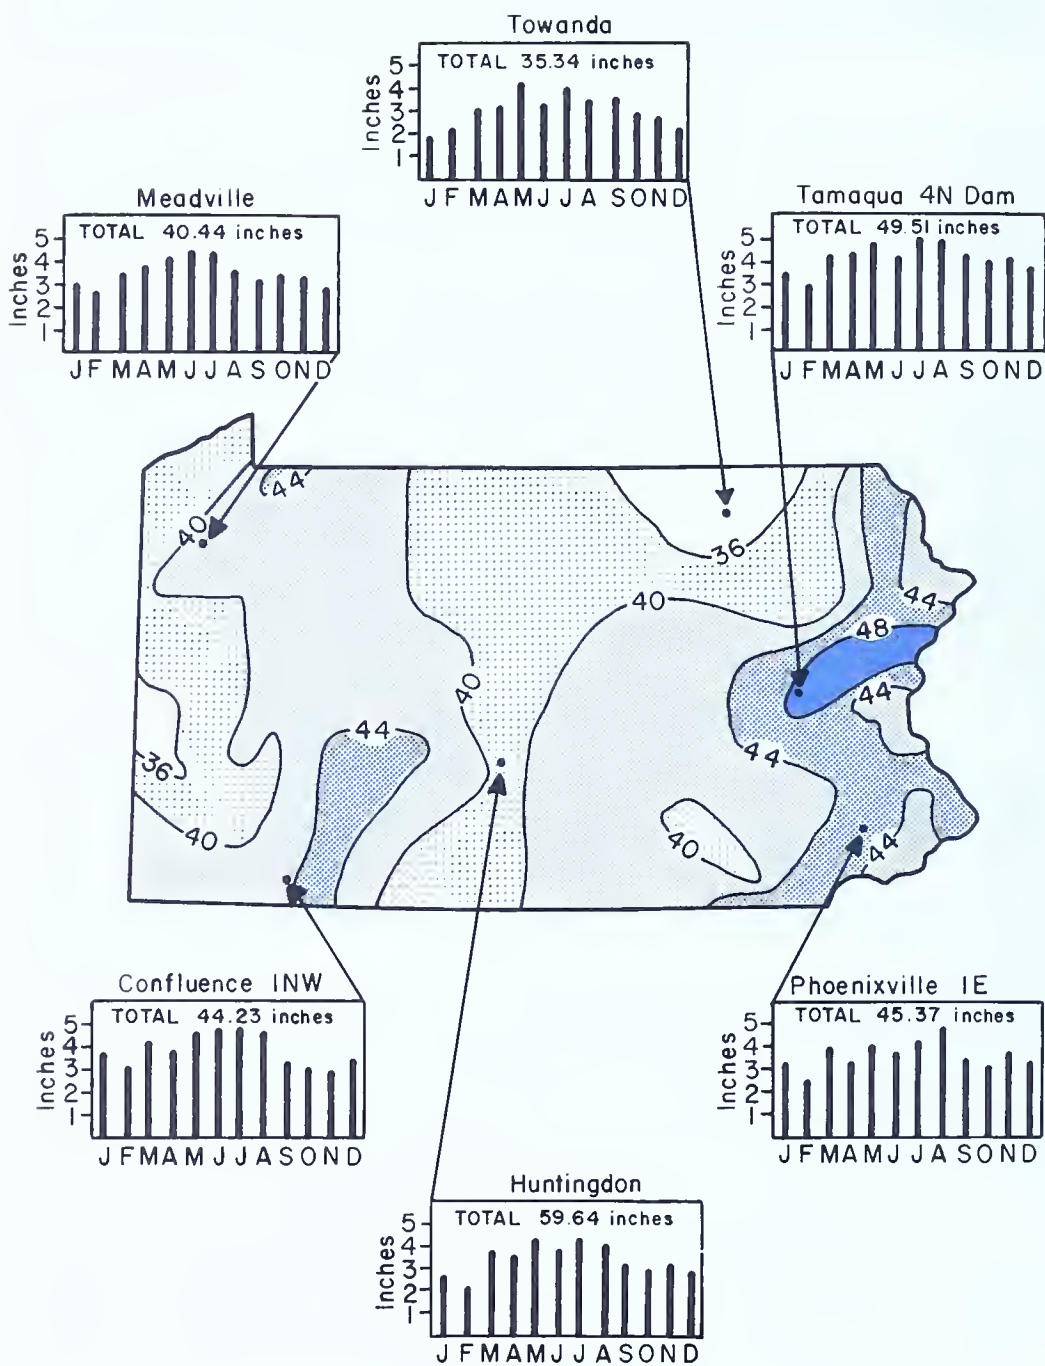 Towanda
TOTAL 35.34 inches
Inches
5
4
3
2
1
J F M A M J J A S O N D
Meadville
TOTAL 40.44 inches
Inches
5
4
3
2
1
J F M A M J J A S O N D
Tamaqua 4N Dam
TOTAL 49.51 inches
Inches
5
4
3
2
1
J F M A M J J A S O N D
44
40
36
40
44
48
44
40
44
36
44
40
40
44
Confluence 1NW
TOTAL 44.23 inches
Inches
5
4
3
2
1
J F M A M J J A S O N D
Phoenixville 1E
TOTAL 45.37 inches
Inches
5
4
3
2
1
J F M A M J J A S O N D
Huntingdon
TOTAL 59.64 inches
Inches
5
4
3
2
1
J F M A M J J A S O N D